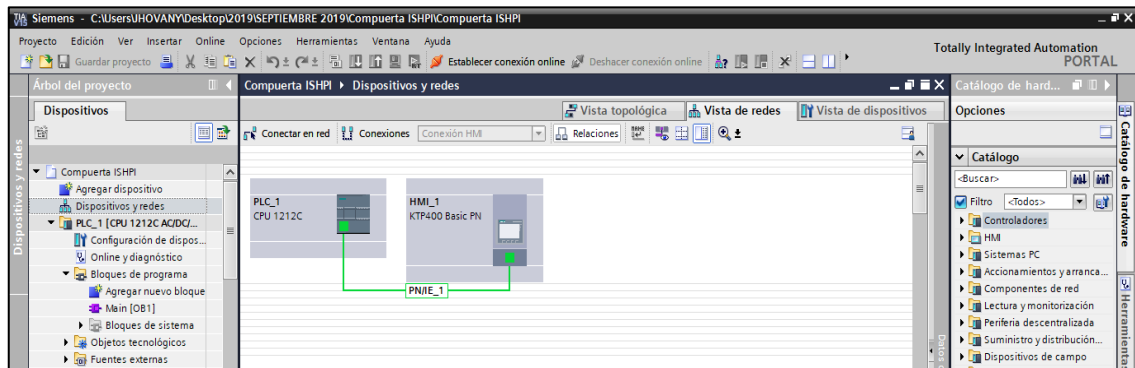 Siemens - C:\Users\JHOVANY\Desktop\2019\SEPTIEMBRE 2019\Compuerta ISHPI\Compuerta ISHPI
Proyecto Edición Ver Insertar Online Opciones Herramientas Ventana Ayuda
Totally Integrated Automation
PORTAL
Guardar proyecto
Establecer conexión online
Deshacer conexión online
Árbol del proyecto
Dispositivos
Compuerta ISHPI
Agregar dispositivo
Dispositivos y redes
PLC_1 [CPU 1212C AC/DC/...
Configuración de dispos...
Online y diagnóstico
Bloques de programa
Agregar nuevo bloque
Main [OB1]
Bloques de sistema
Objetos tecnológicos
Fuentes externas
Dispositivos y redes
Compuerta ISHPI Dispositivos y redes
Vista topológica
Vista de redes
Vista de dispositivos
Conectar en red
Conexiones
Conexión HMI
Relaciones
PLC_1
CPU 1212C
HMI_1
KTP400 Basic PN
PN/IE_1
Catálogo de hard...
Opciones
Catálogo
<Buscar>
Filtro
<Todos>
Controladores
HMI
Sistemas PC
Accionamientos y arranca...
Componentes de red
Lectura y monitorización
Periferia descentralizada
Suministro y distribución...
Dispositivos de campo
Catálogo de hardware
Herramientas